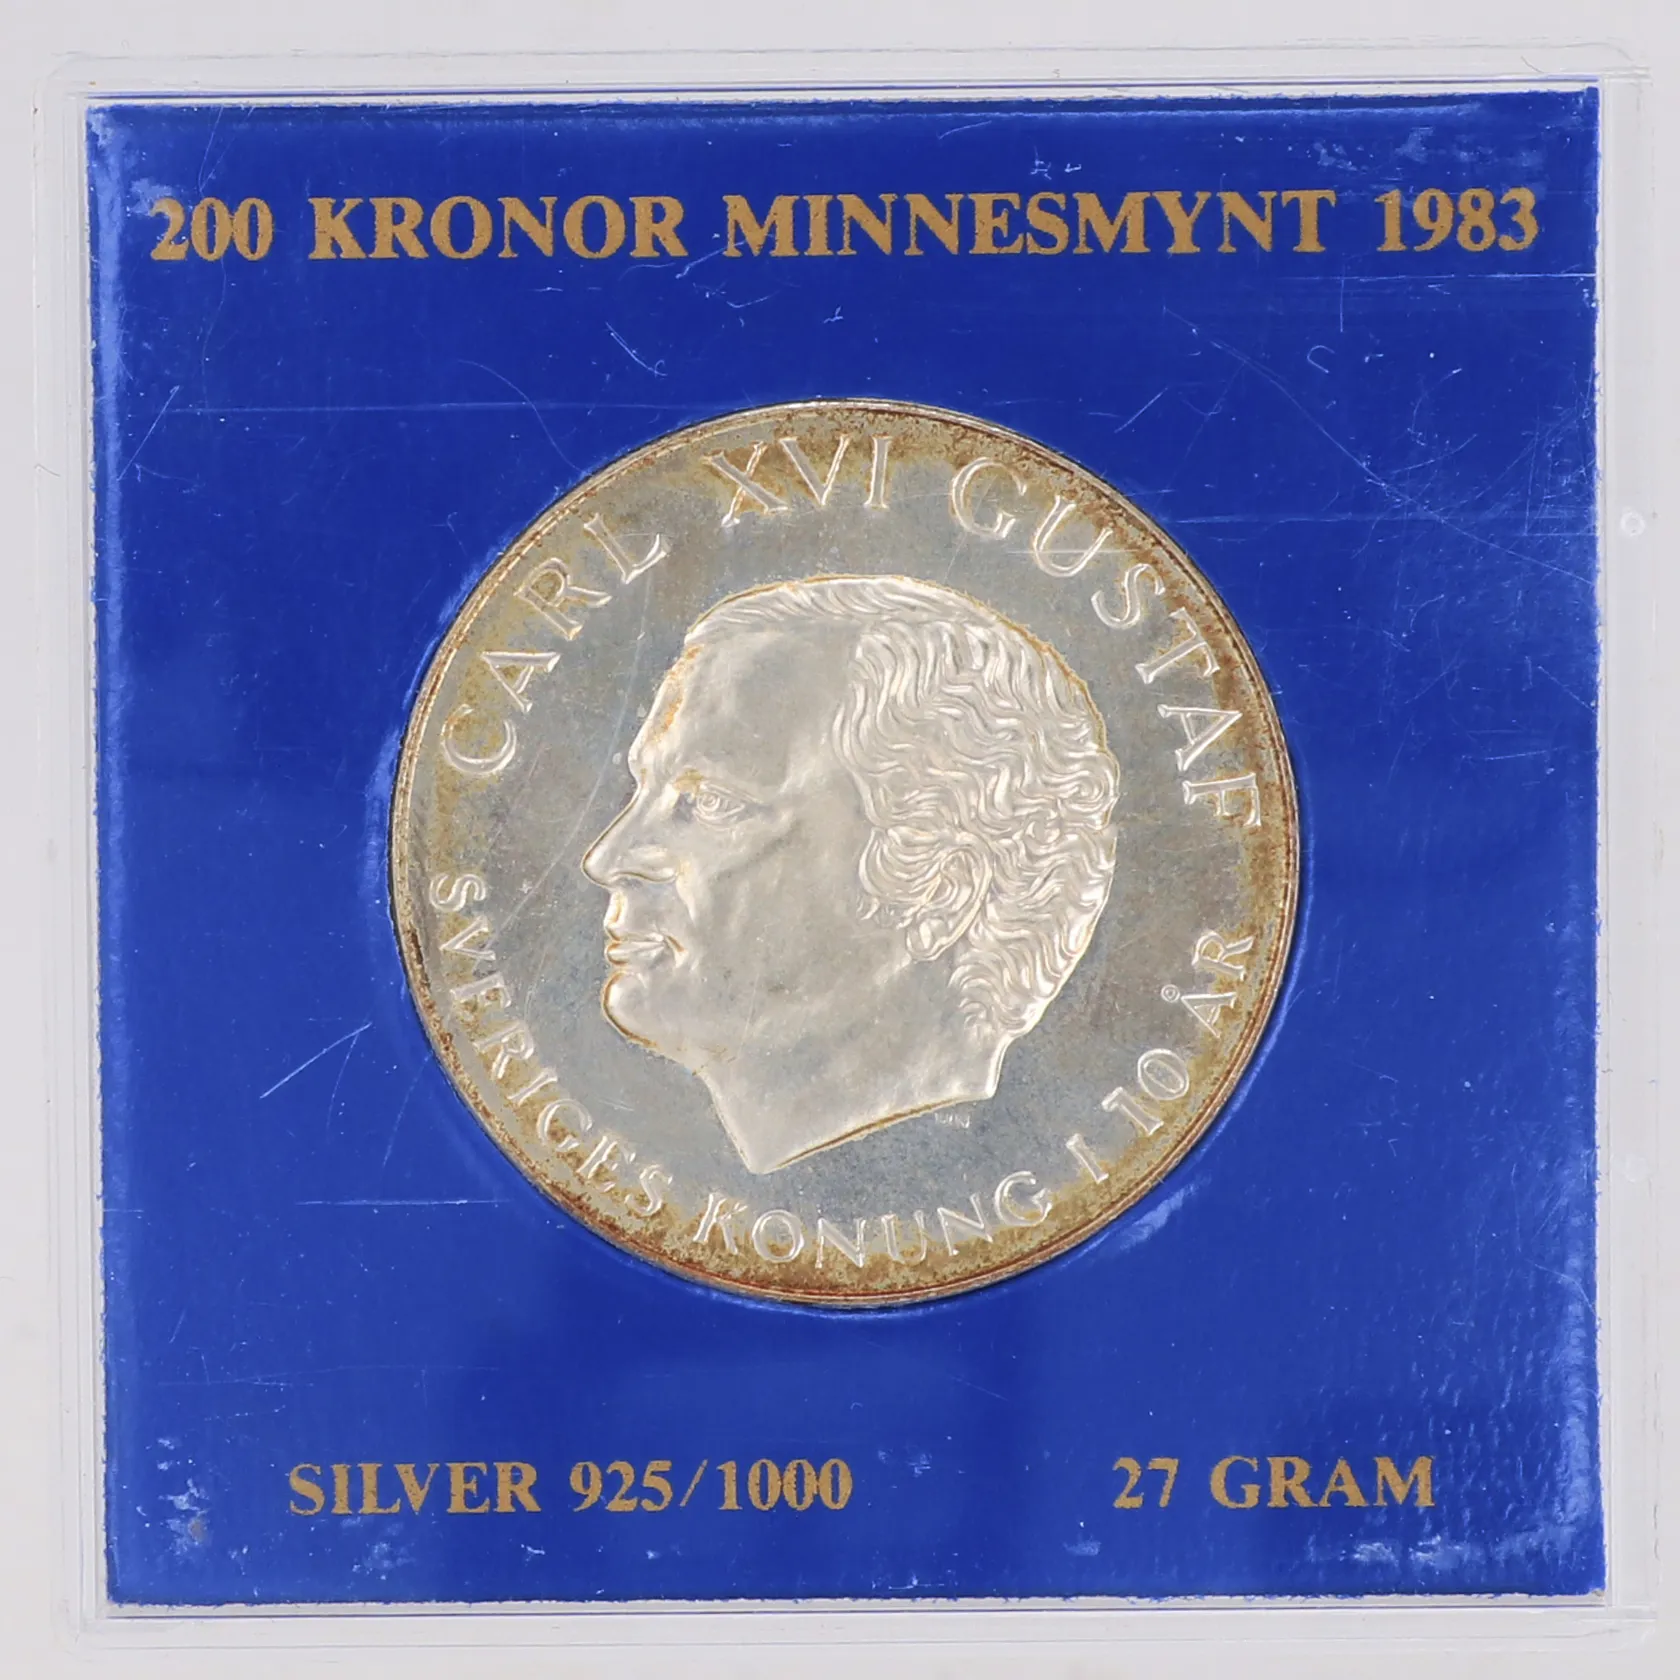 200 KRONOR MINNESMYNT 1983
CARL XVI GUSTAF
SVERIGES KONUNG I 10 ÅR
SILVER 925/1000 27 GRAM